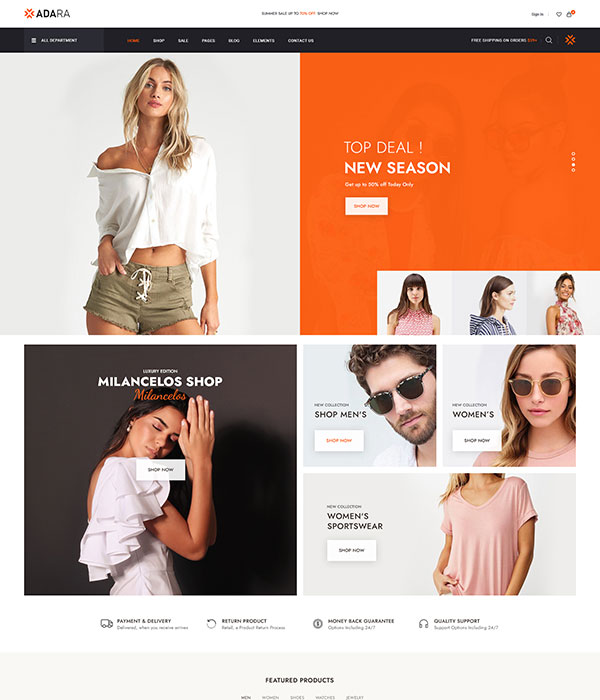 ADARA
SUMMER SALE UP TO 70% OFF SHOP NOW
Sign In
0
ALL DEPARTMENT
HOME SHOP SALE PAGES BLOG ELEMENTS CONTACT US
FREE SHIPPING ON ORDERS $99+
TOP DEAL !
NEW SEASON
Get up to 30% off Today Only
SHOP NOW
LUXURY EDITION
MILANCELOS SHOP
Milancelos
SHOP NOW
NEW COLLECTION
SHOP MEN'S
SHOP NOW
NEW COLLECTION
WOMEN'S
SHOP NOW
NEW COLLECTION
WOMEN'S
SPORTSWEAR
SHOP NOW
PAYMENT & DELIVERY
Delivered, when you receive arrives
RETURN PRODUCT
Retail, a Product Return Process
MONEY BACK GUARANTEE
Options Including 24/7
QUALITY SUPPORT
Support Options Including 24/7
FEATURED PRODUCTS
MEN WOMEN SHOES WATCHES JEWELRY